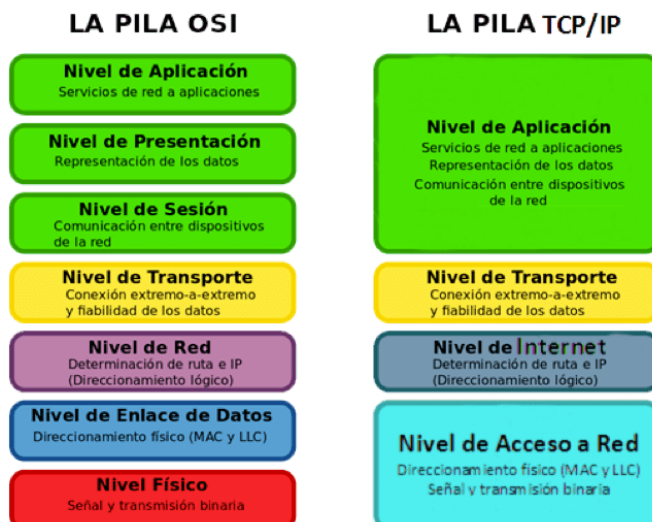 LA PILA OSI
Nivel de Aplicación
Servicios de red a aplicaciones
Nivel de Presentación
Representación de los datos
Nivel de Sesión
Comunicación entre dispositivos
de la red
Nivel de Transporte
Conexión extremo-a-extremo
y fiabilidad de los datos
Nivel de Red
Determinación de ruta e IP
(Direccionamiento lógico)
Nivel de Enlace de Datos
Direccionamiento físico (MAC y LLC)
Nivel Físico
Señal y transmisión binaria
LA PILA TCP/IP
Nivel de Aplicación
Servicios de red a aplicaciones
Representación de los datos
Comunicación entre dispositivos
de la red
Nivel de Transporte
Conexión extremo-a-extremo
y fiabilidad de los datos
Nivel de Internet
Determinación de ruta e IP
(Direccionamiento lógico)
Nivel de Acceso a Red
Direccionamiento físico (MAC y LLC)
Señal y transmisión binaria